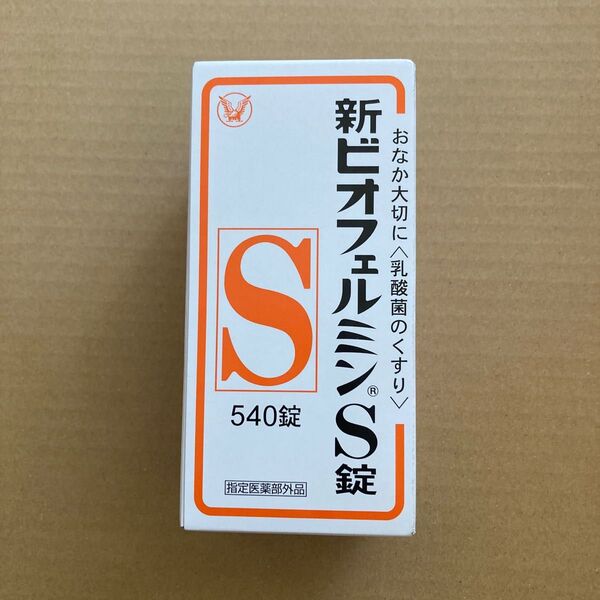 おなか大切に〈乳酸菌のくすり〉
新ビオフェルミン®S錠
S
540錠
指定医薬部外品